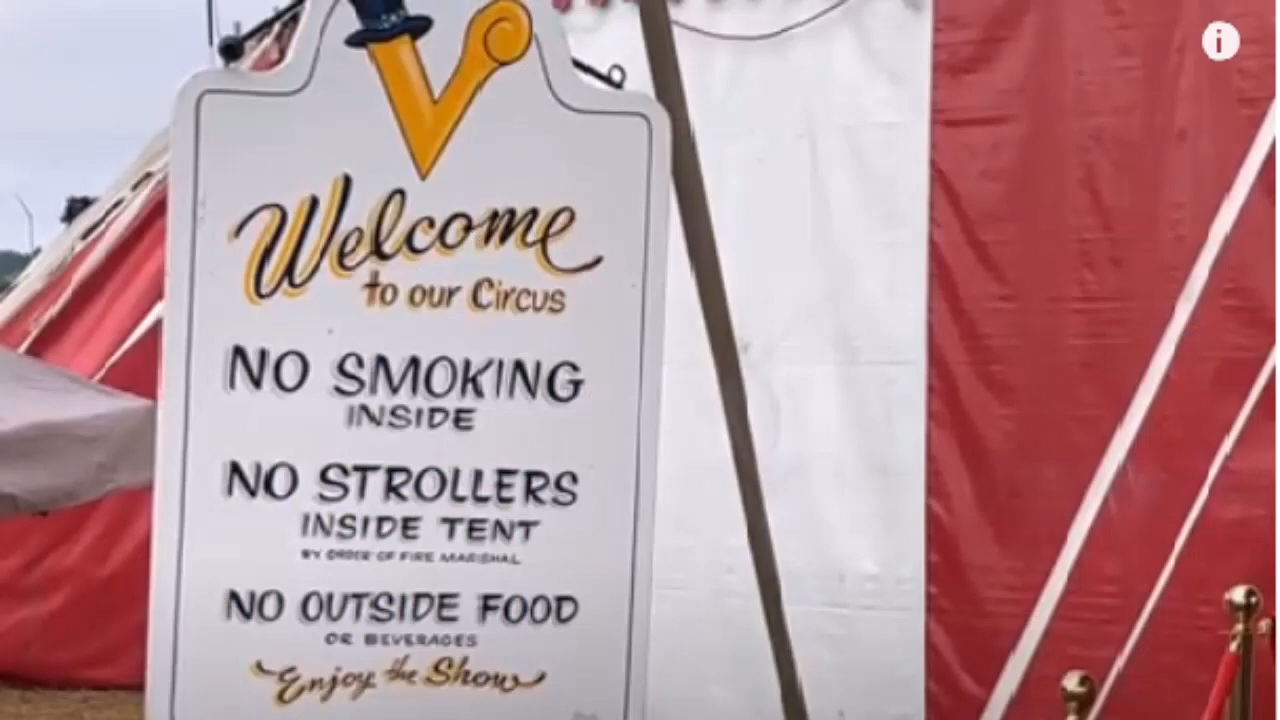 V
Welcome
to our Circus
NO SMOKING
INSIDE
NO STROLLERS
INSIDE TENT
BY ORDER OF FIRE MARSHAL
NO OUTSIDE FOOD
OR BEVERAGES
Enjoy the Show